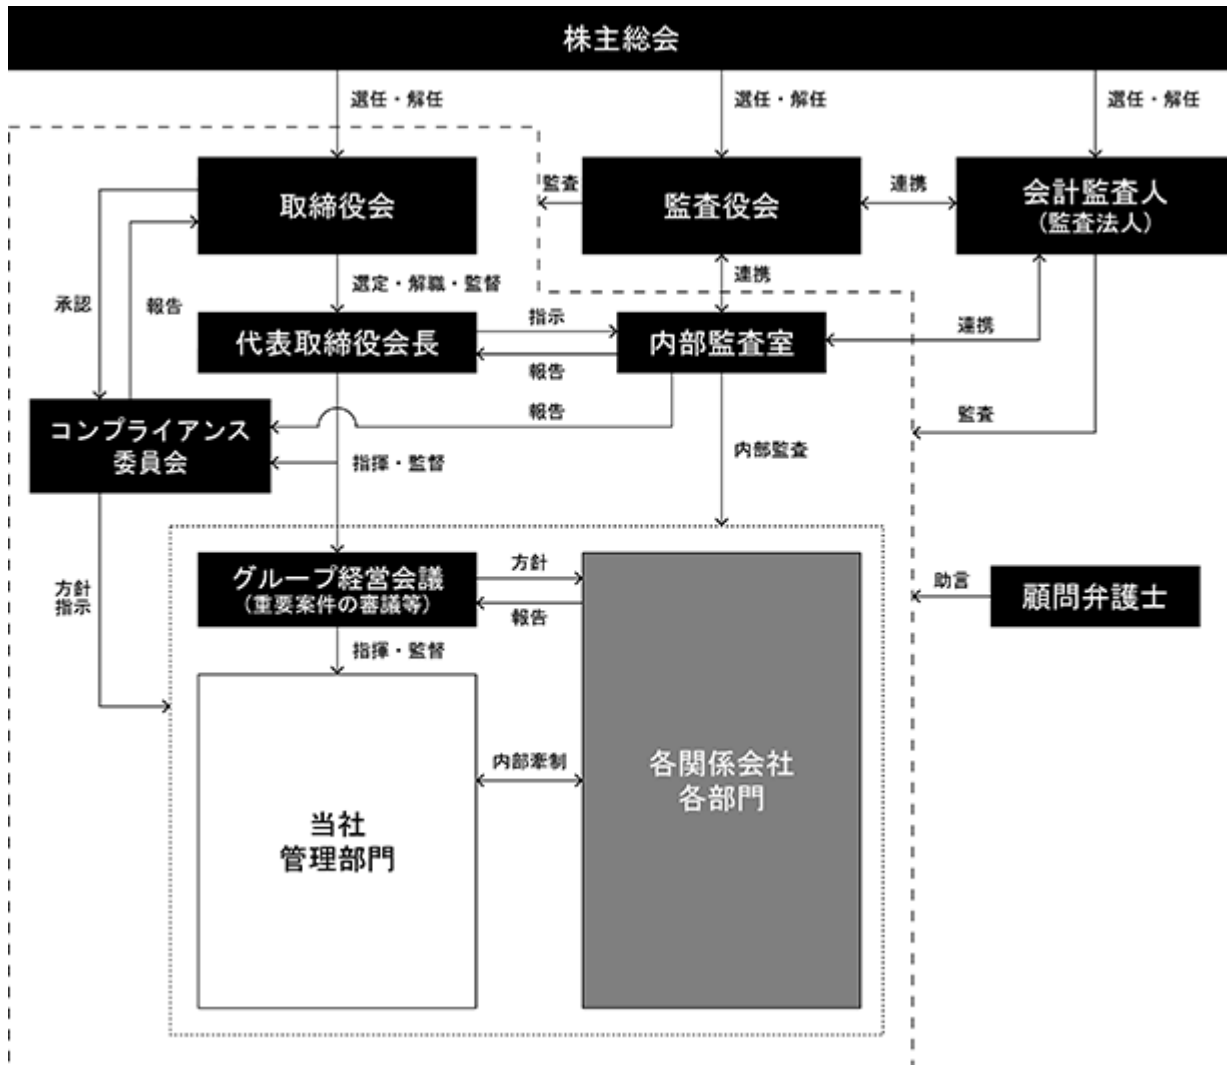 株主総会
選任・解任
選任・解任
選任・解任
取締役会
監査
監査役会
連携
会計監査人
（監査法人）
選定・解職・監督
連携
承認
報告
代表取締役会長
指示
報告
内部監査室
連携
コンプライアンス
委員会
報告
指揮・監督
内部監査
監査
方針
指示
グループ経営会議
（重要案件の審議等）
方針
報告
助言
顧問弁護士
指揮・監督
当社
管理部門
内部牽制
各関係会社
各部門